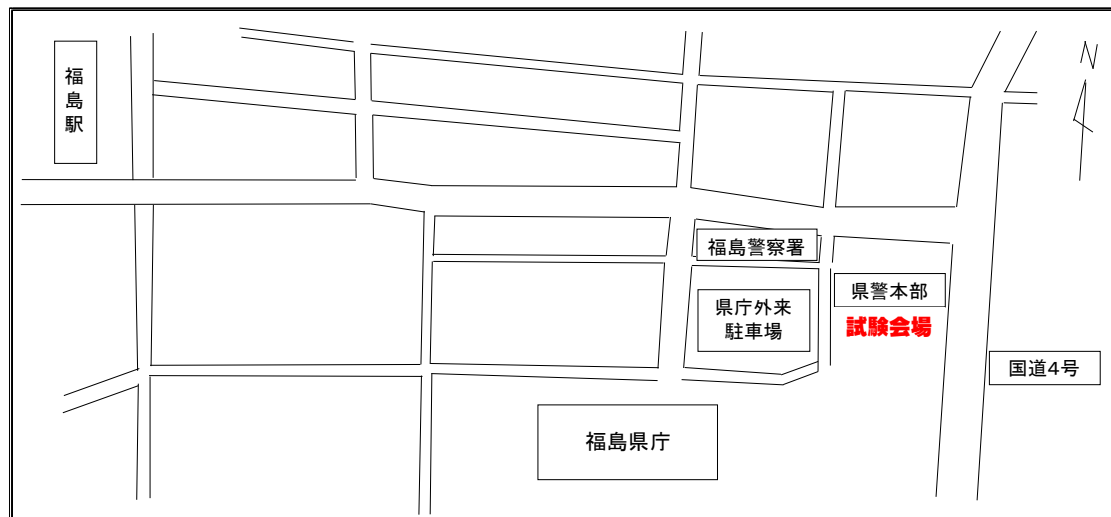 福島駅
N
福島警察署
県警本部
試験会場
県庁外来
駐車場
国道4号
福島県庁